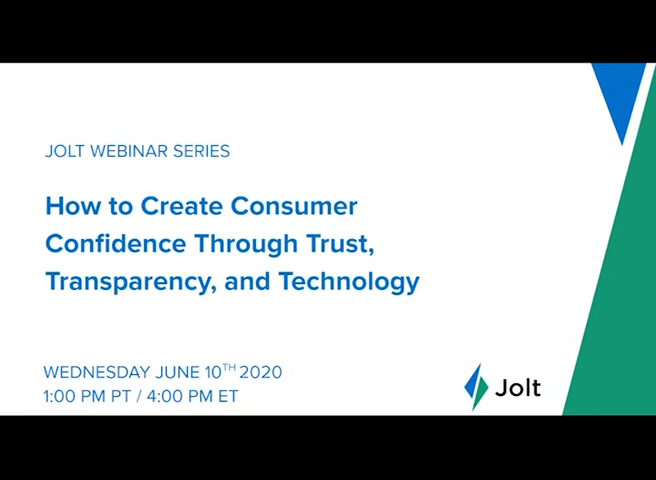 JOLT WEBINAR SERIES
How to Create Consumer
Confidence Through Trust,
Transparency, and Technology
WEDNESDAY JUNE 10TH 2020
1:00 PM PT / 4:00 PM ET
Jolt